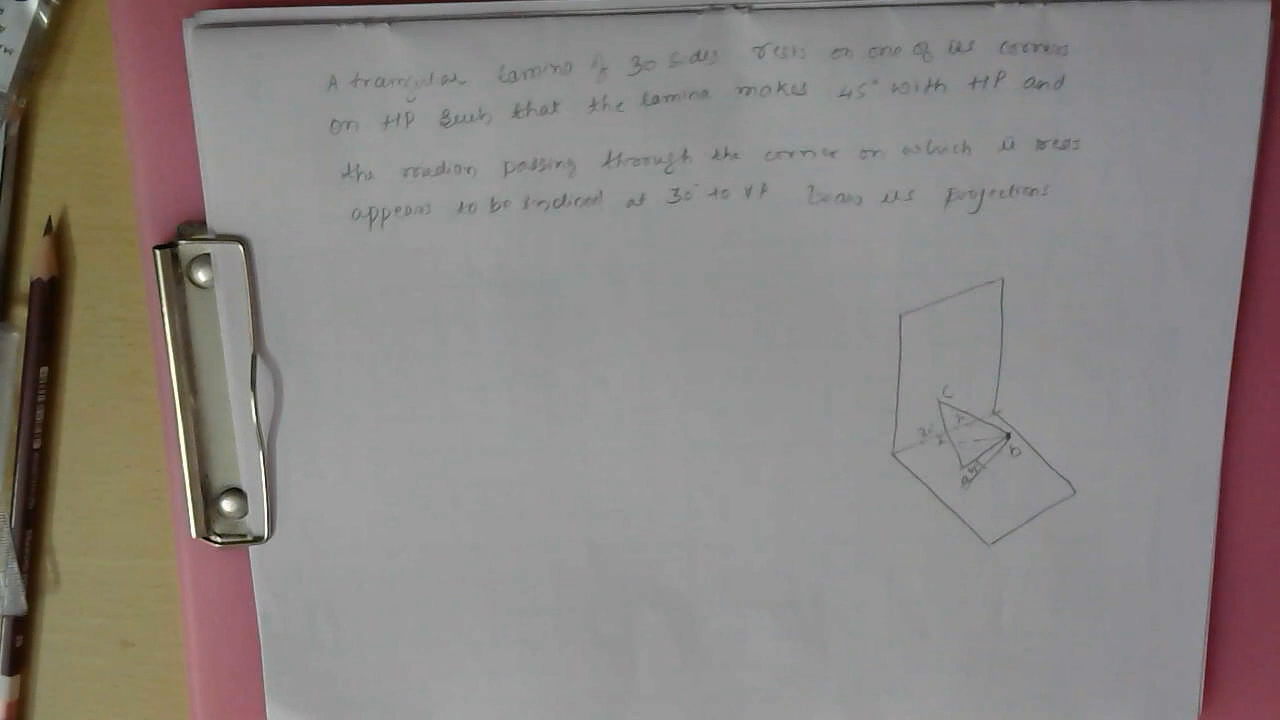 A triangular lamina of 30 sides rests on one of its corners
on HP such that the lamina makes 45° with HP and
the median passing through the corner on which it rests
appears to be inclined at 30° to VP Draw its projections
C
b
a